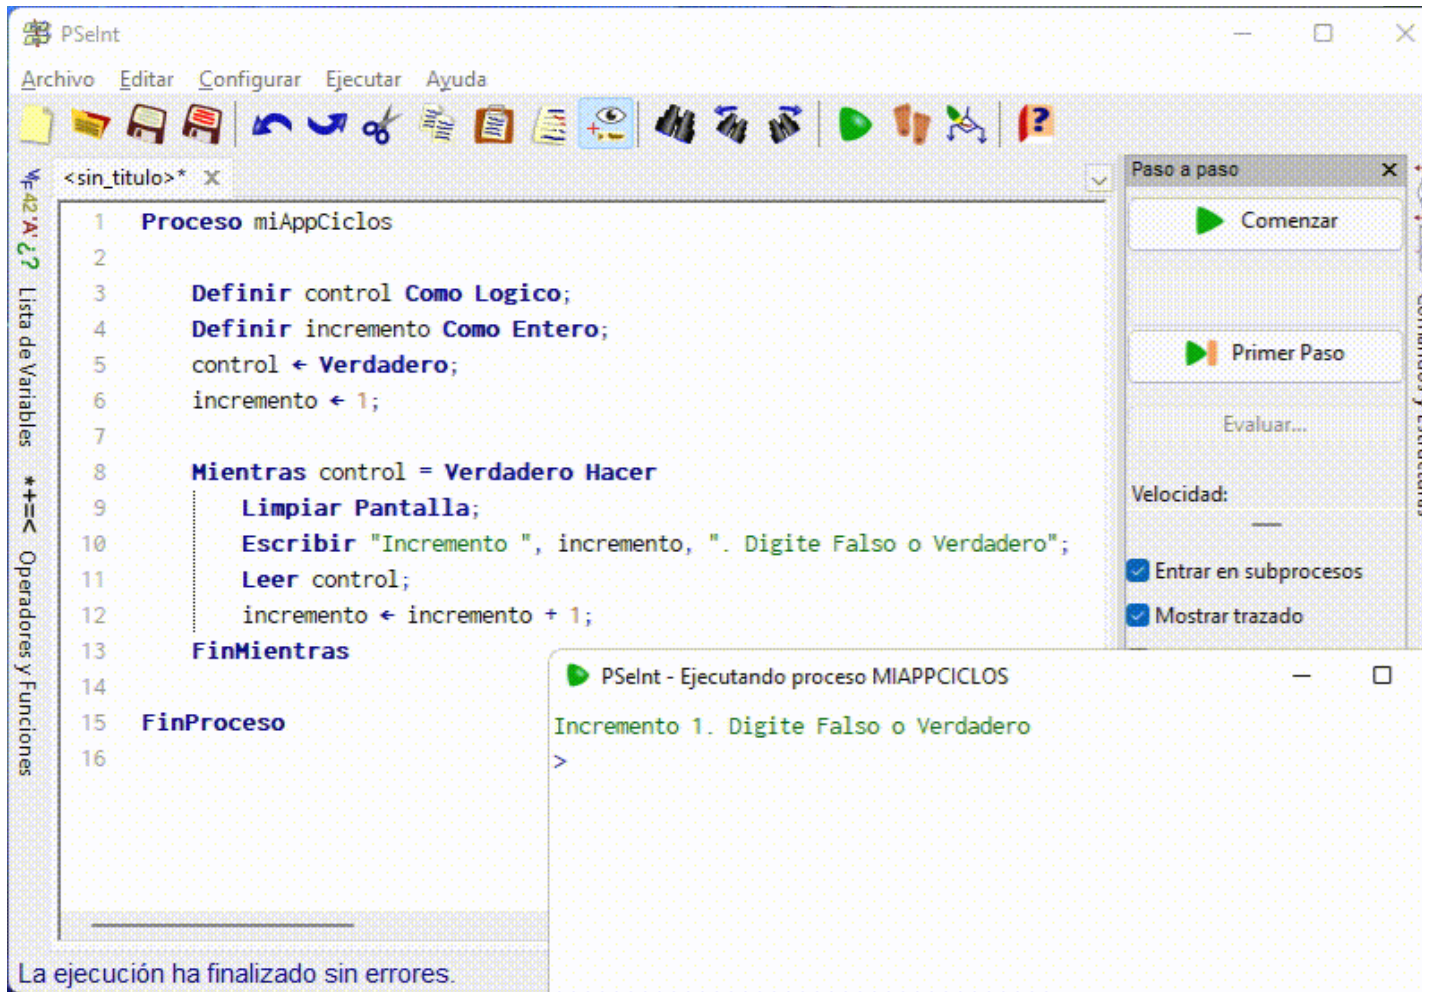 PSeInt
Archivo Editar Configurar Ejecutar Ayuda
<sin_titulo>* X
1 Proceso miAppCiclos
2
3 Definir control Como Logico;
4 Definir incremento Como Entero;
5 control ← Verdadero;
6 incremento ← 1;
7
8 Mientras control = Verdadero Hacer
9 Limpiar Pantalla;
10 Escribir "Incremento ", incremento, ". Digite Falso o Verdadero";
11 Leer control;
12 incremento ← incremento + 1;
13 FinMientras
14
15 FinProceso
16
VF 42 'A' ¿? Lista de Variables
*+=< Operadores y Funciones
Paso a paso
Comenzar
Primer Paso
Evaluar...
Velocidad:
Entrar en subprocesos
Mostrar trazado
PSeInt - Ejecutando proceso MIAPPCICLOS
Incremento 1. Digite Falso o Verdadero
>
La ejecución ha finalizado sin errores.